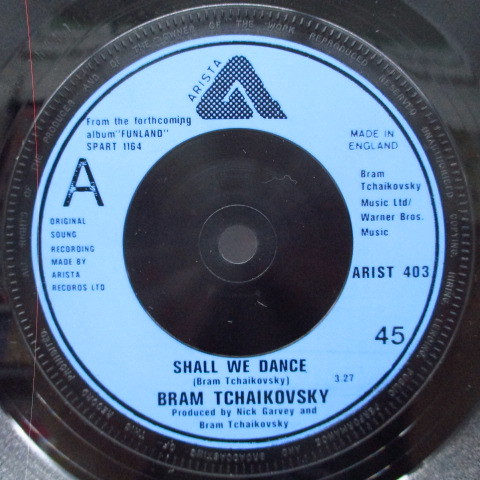 ARISTA
From the forthcoming
album "FUNLAND"
SPART 1164
MADE IN
ENGLAND
A
Bram
Tchaikovsky
Music Ltd/
Warner Bros.
Music
ORIGINAL
SOUND
RECORDING
MADE BY
ARISTA
RECORDS LTD
ARIST 403
45
SHALL WE DANCE
(Bram Tchaikovsky)
3.27
BRAM TCHAIKOVSKY
Produced by Nick Garvey and
Bram Tchaikovsky